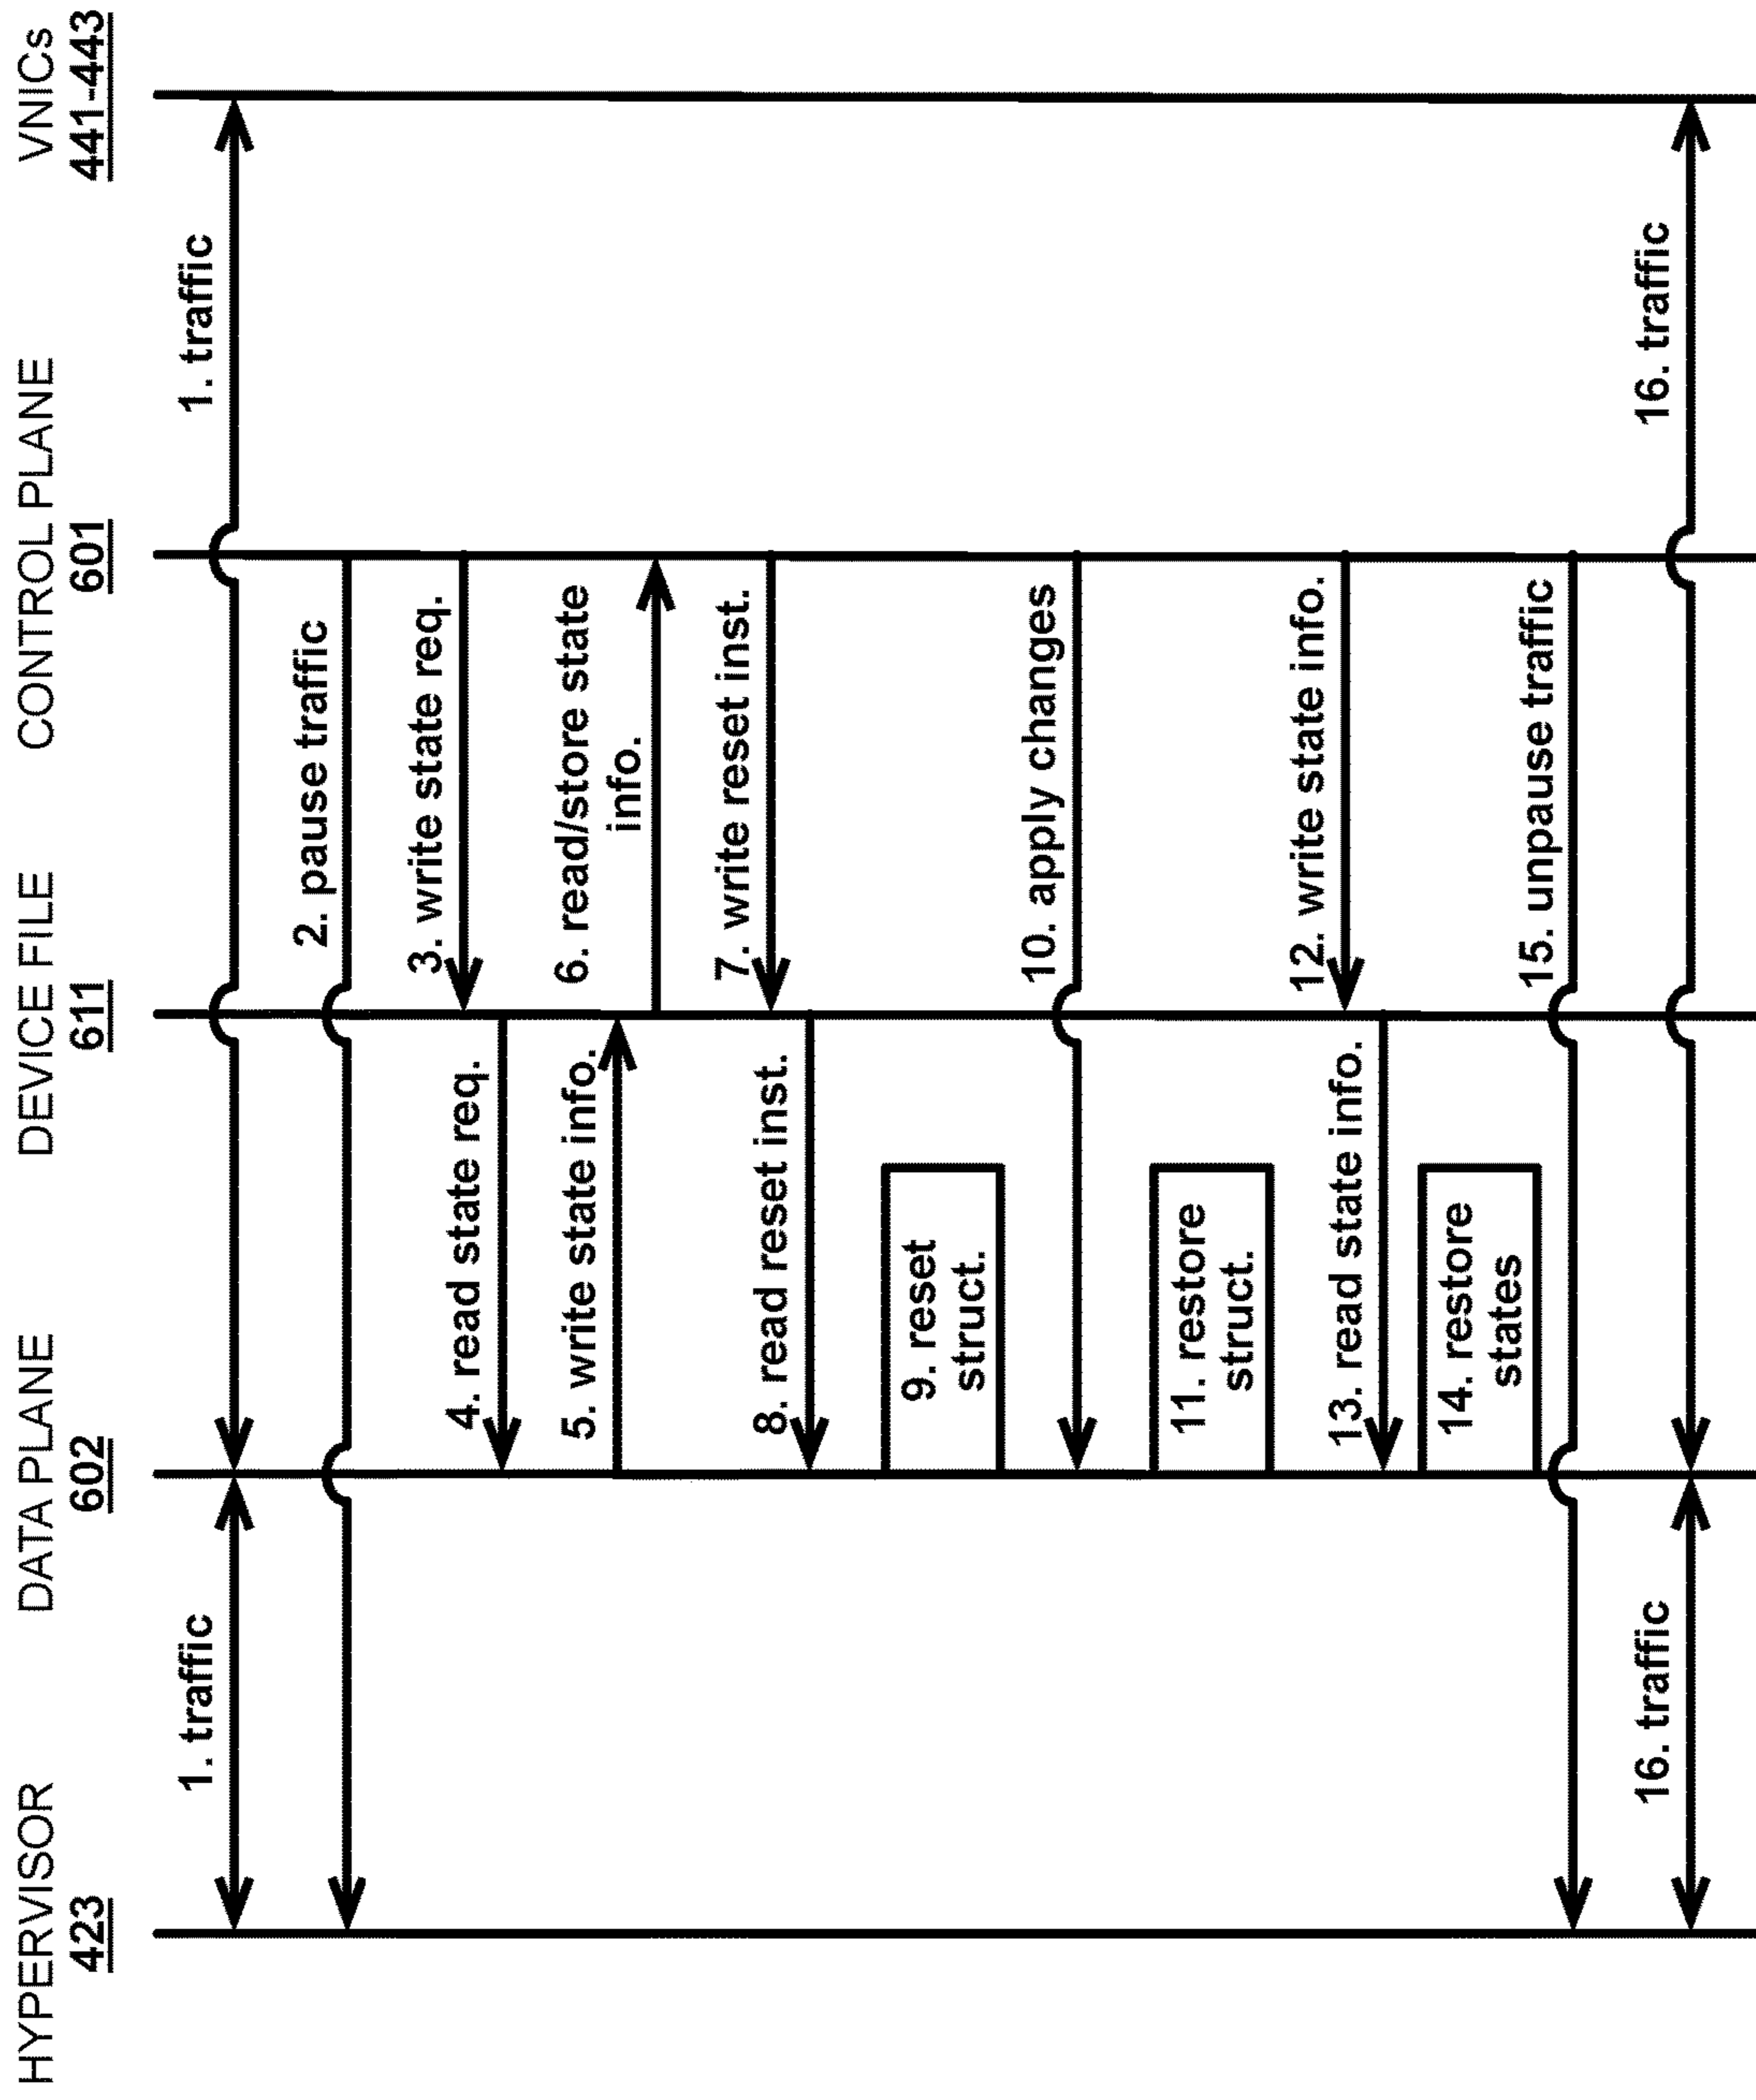 HYPERVISOR
423
DATA PLANE
602
DEVICE FILE
611
CONTROL PLANE
601
VNICs
441-443
1. traffic
1. traffic
2. pause traffic
3. write state req.
4. read state req.
5. write state info.
6. read/store state
info.
7. write reset inst.
8. read reset inst.
9. reset
struct.
10. apply changes
11. restore
struct.
12. write state info.
13. read state info.
14. restore
states
15. unpause traffic
16. traffic
16. traffic